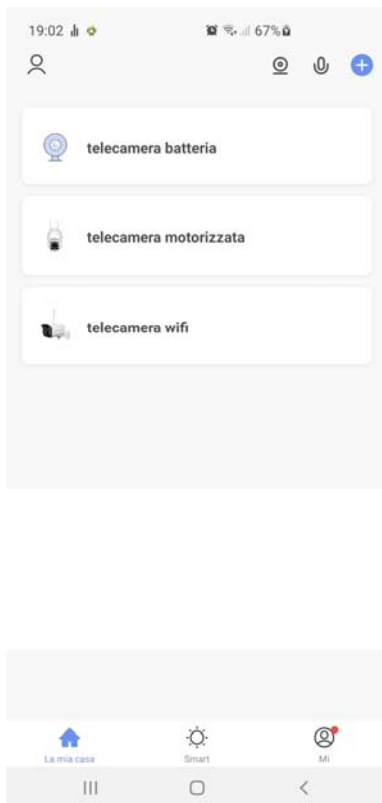 19:02
67%
telecamera batteria
telecamera motorizzata
telecamera wifi
La mia casa
Smart
Mi